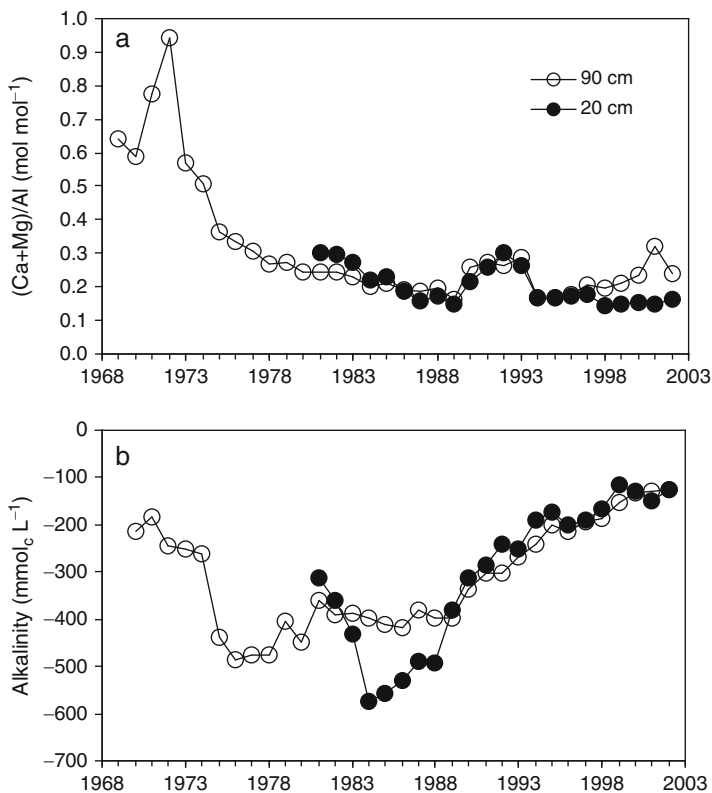 1.0
a
0.9
90 cm
0.8
20 cm
0.7
0.6
0.5
0.4
0.3
0.2
0.1
0.0
(Ca+Mg)/Al (mol mol⁻¹)
1968 1973 1978 1983 1988 1993 1998 2003
0
b
−100
−200
−300
−400
−500
−600
−700
Alkalinity (mmolc L⁻¹)
1968 1973 1978 1983 1988 1993 1998 2003